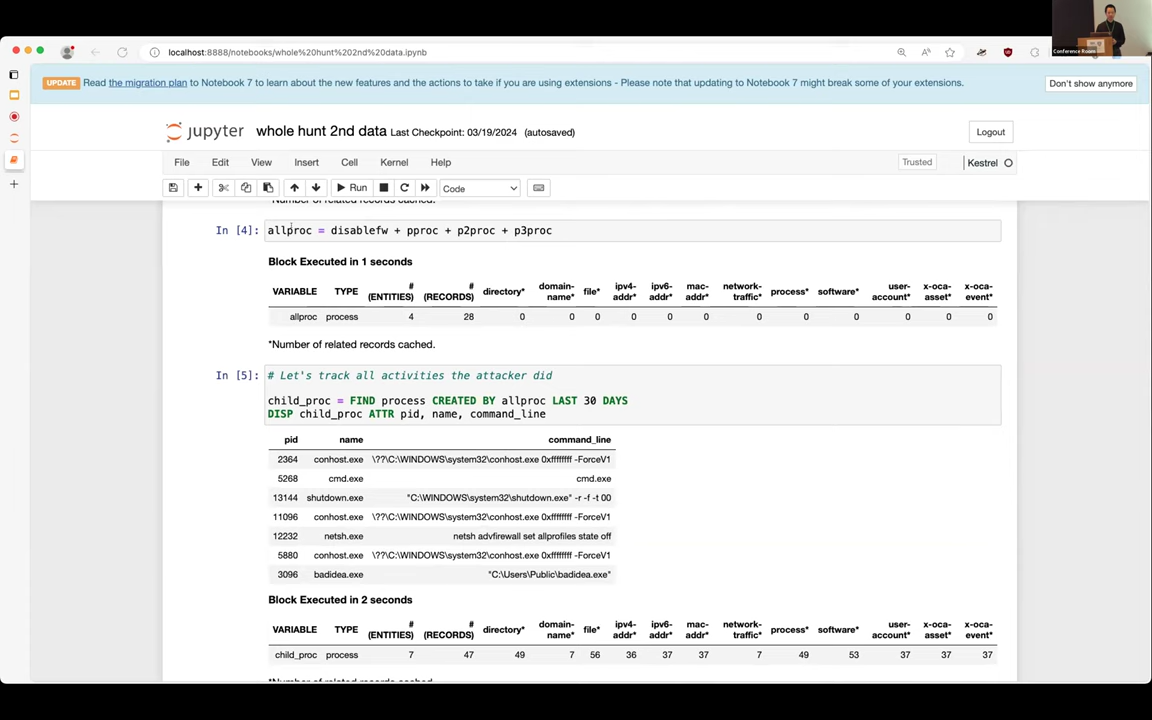 Conference Room
localhost:8888/notebooks/whole%20hunt%202nd%20data.ipynb
UPDATE Read the migration plan to Notebook 7 to learn about the new features and the actions to take if you are using extensions - Please note that updating to Notebook 7 might break some of your extensions.
Don't show anymore
jupyter whole hunt 2nd data Last Checkpoint: 03/19/2024 (autosaved)
Logout
File Edit View Insert Cell Kernel Help
Trusted Kestrel
Run Code
*Number of related records cached.
In [4]: allproc = disablefw + pproc + p2proc + p3proc
Block Executed in 1 seconds
VARIABLE TYPE # (ENTITIES) # (RECORDS) directory* domain-name* file* ipv4-addr* ipv6-addr* mac-addr* network-traffic* process* software* user-account* x-oca-asset* x-oca-event*
allproc process 4 28 0 0 0 0 0 0 0 0 0 0 0 0
*Number of related records cached.
In [5]: # Let's track all activities the attacker did
child_proc = FIND process CREATED BY allproc LAST 30 DAYS
DISP child_proc ATTR pid, name, command_line
pid name command_line
2364 conhost.exe \??\C:\WINDOWS\system32\conhost.exe 0xffffffff -ForceV1
5268 cmd.exe cmd.exe
13144 shutdown.exe "C:\WINDOWS\system32\shutdown.exe" -r -f -t 00
11096 conhost.exe \??\C:\WINDOWS\system32\conhost.exe 0xffffffff -ForceV1
12232 netsh.exe netsh advfirewall set allprofiles state off
5880 conhost.exe \??\C:\WINDOWS\system32\conhost.exe 0xffffffff -ForceV1
3096 badidea.exe "C:\Users\Public\badidea.exe"
Block Executed in 2 seconds
VARIABLE TYPE # (ENTITIES) # (RECORDS) directory* domain-name* file* ipv4-addr* ipv6-addr* mac-addr* network-traffic* process* software* user-account* x-oca-asset* x-oca-event*
child_proc process 7 47 49 7 56 36 37 37 7 49 53 37 37 37
*Number of related records cached.